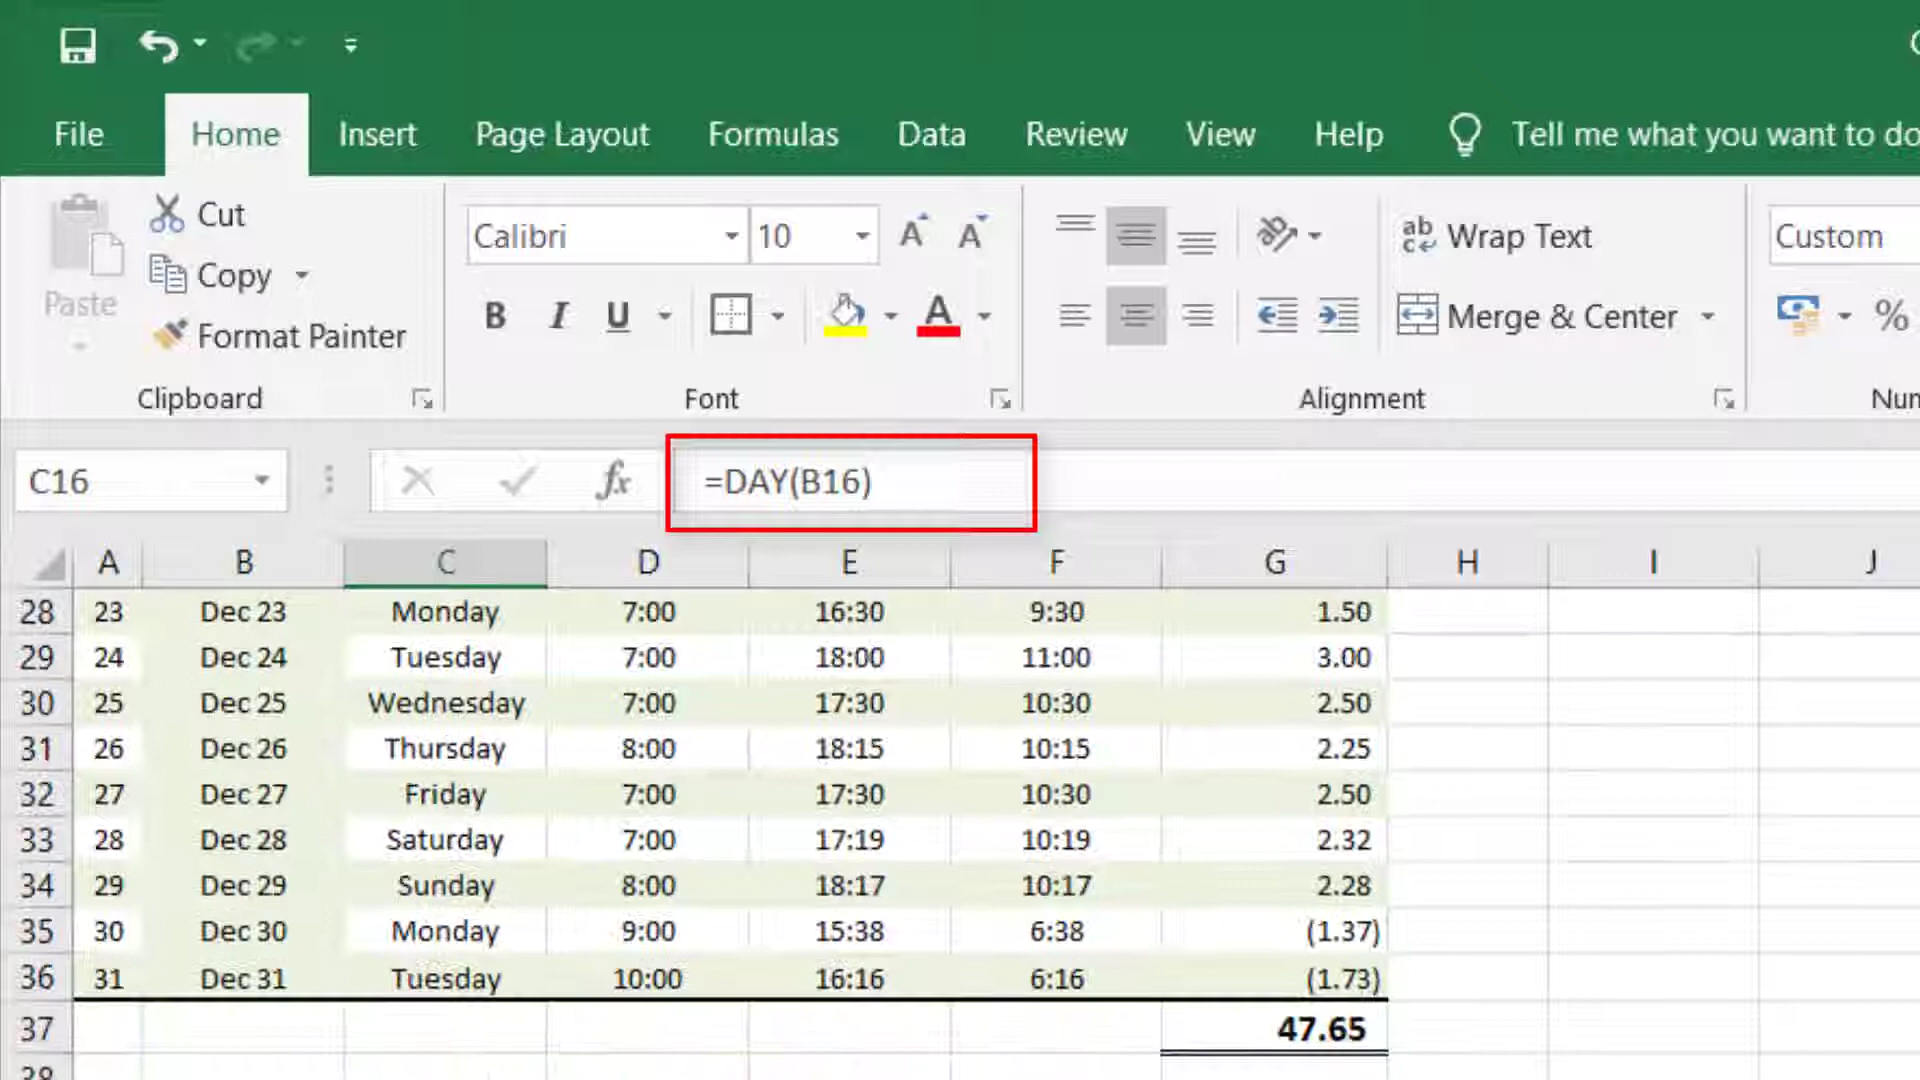 File Home Insert Page Layout Formulas Data Review View Help Tell me what you want to do
Paste
Cut
Copy
Format Painter
Clipboard
Calibri 10 A A
B I U A
Font
ab Wrap Text
Merge & Center
Alignment
Custom
%
C16 fx =DAY(B16)
A B C D E F G H I J
28 23 Dec 23 Monday 7:00 16:30 9:30 1.50
29 24 Dec 24 Tuesday 7:00 18:00 11:00 3.00
30 25 Dec 25 Wednesday 7:00 17:30 10:30 2.50
31 26 Dec 26 Thursday 8:00 18:15 10:15 2.25
32 27 Dec 27 Friday 7:00 17:30 10:30 2.50
33 28 Dec 28 Saturday 7:00 17:19 10:19 2.32
34 29 Dec 29 Sunday 8:00 18:17 10:17 2.28
35 30 Dec 30 Monday 9:00 15:38 6:38 (1.37)
36 31 Dec 31 Tuesday 10:00 16:16 6:16 (1.73)
37 47.65